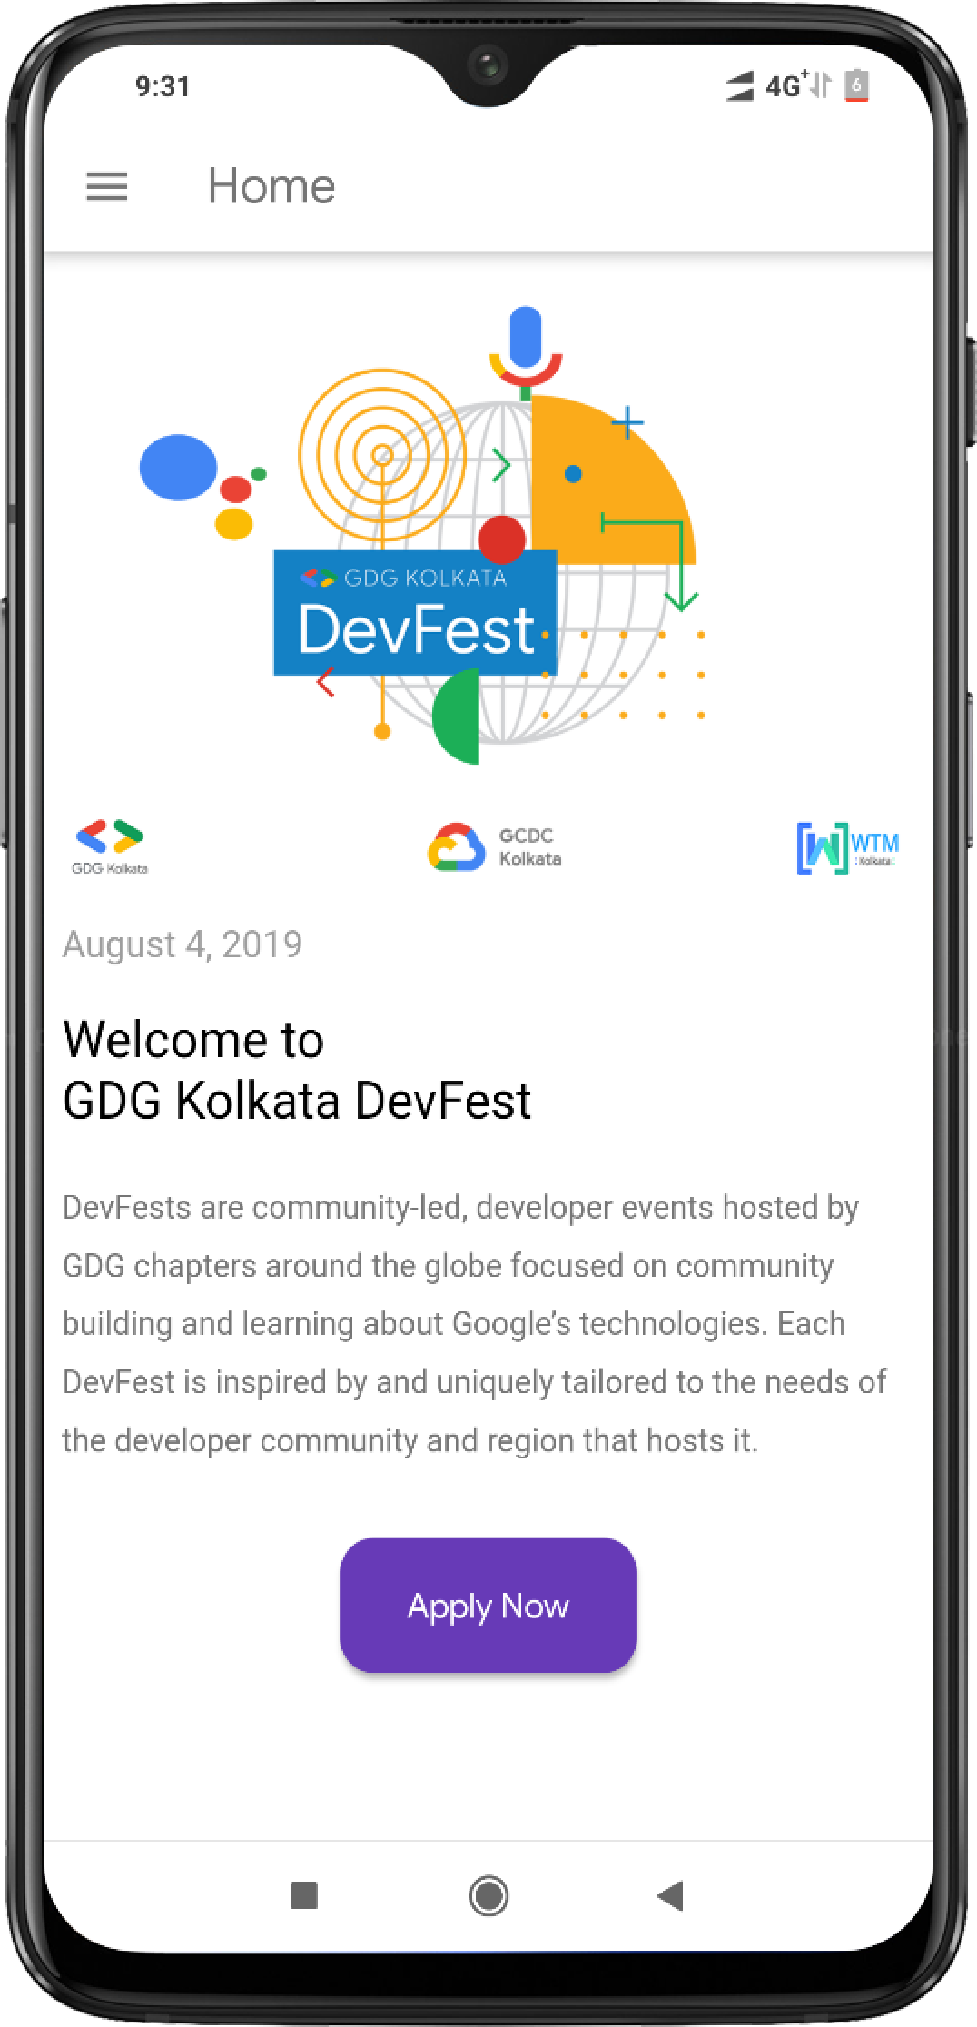 9:31
4G+
6
Home
GDG KOLKATA
DevFest
GDG Kolkata
GCDC
Kolkata
WTM
Kolkata
August 4, 2019
Welcome to
GDG Kolkata DevFest
DevFests are community-led, developer events hosted by
GDG chapters around the globe focused on community
building and learning about Google’s technologies. Each
DevFest is inspired by and uniquely tailored to the needs of
the developer community and region that hosts it.
Apply Now